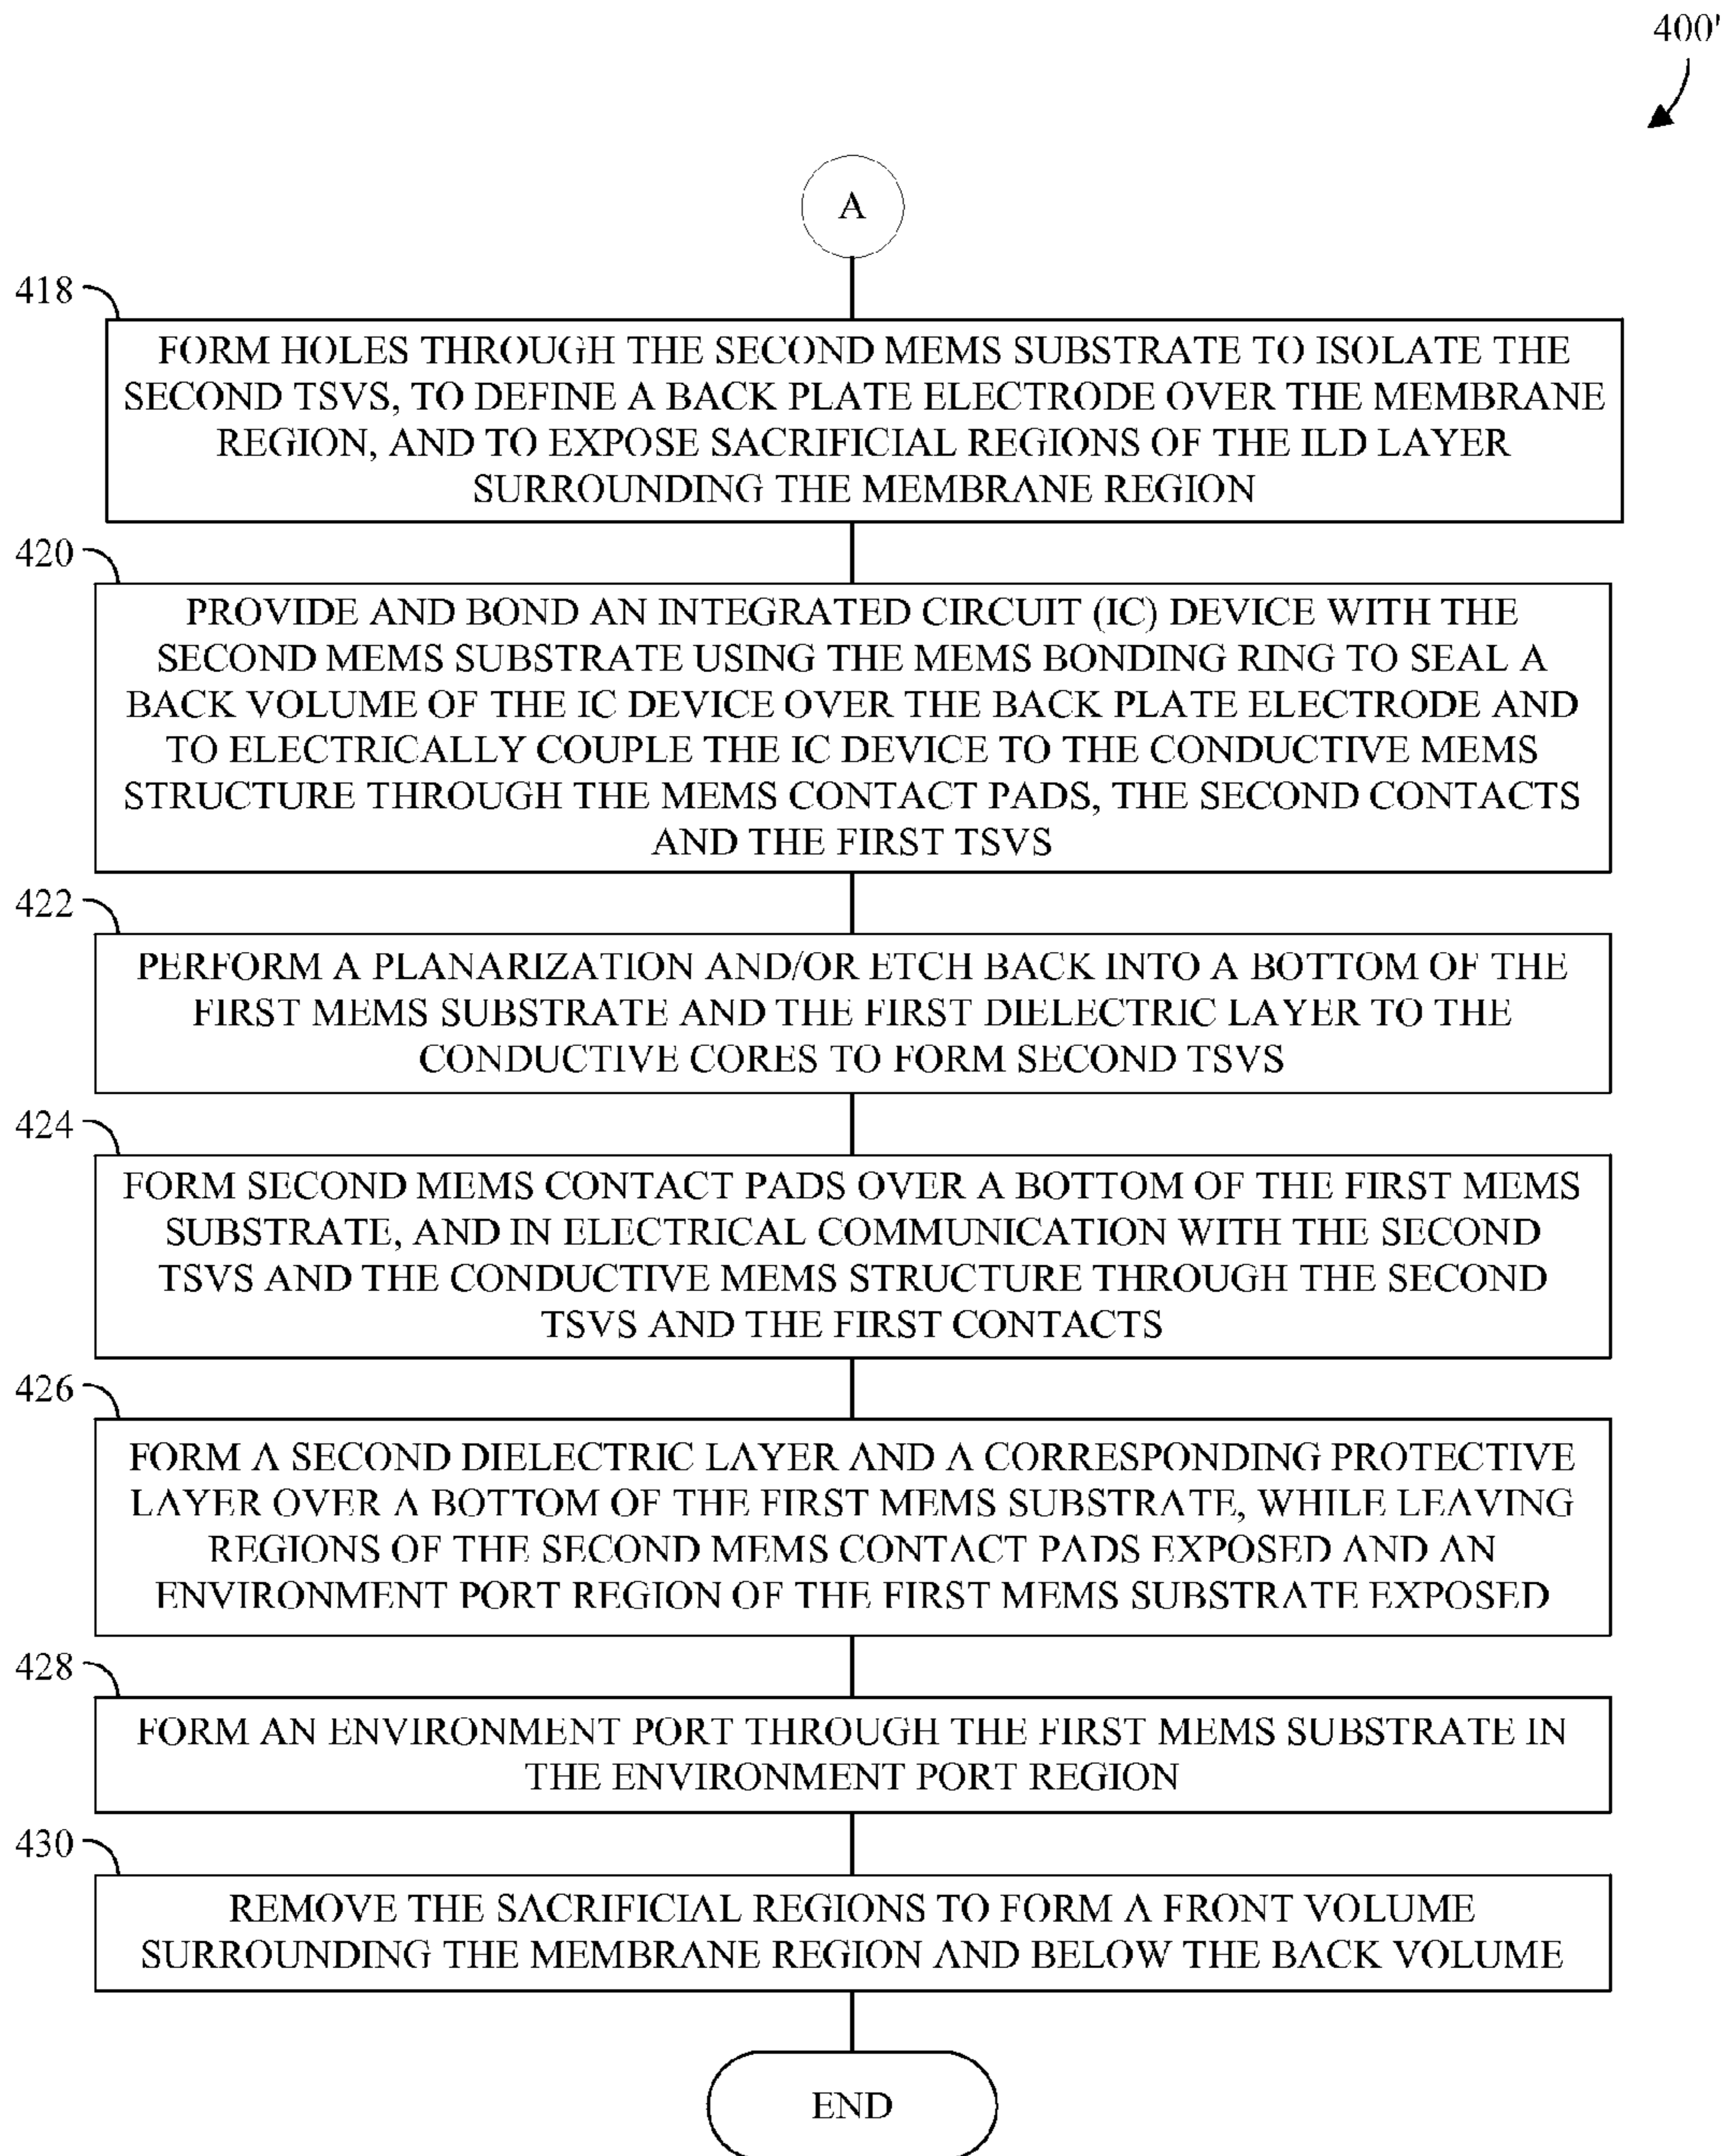 400'
A
418
FORM HOLES THROUGH THE SECOND MEMS SUBSTRATE TO ISOLATE THE
SECOND TSVS, TO DEFINE A BACK PLATE ELECTRODE OVER THE MEMBRANE
REGION, AND TO EXPOSE SACRIFICIAL REGIONS OF THE ILD LAYER
SURROUNDING THE MEMBRANE REGION
420
PROVIDE AND BOND AN INTEGRATED CIRCUIT (IC) DEVICE WITH THE
SECOND MEMS SUBSTRATE USING THE MEMS BONDING RING TO SEAL A
BACK VOLUME OF THE IC DEVICE OVER THE BACK PLATE ELECTRODE AND
TO ELECTRICALLY COUPLE THE IC DEVICE TO THE CONDUCTIVE MEMS
STRUCTURE THROUGH THE MEMS CONTACT PADS, THE SECOND CONTACTS
AND THE FIRST TSVS
422
PERFORM A PLANARIZATION AND/OR ETCH BACK INTO A BOTTOM OF THE
FIRST MEMS SUBSTRATE AND THE FIRST DIELECTRIC LAYER TO THE
CONDUCTIVE CORES TO FORM SECOND TSVS
424
FORM SECOND MEMS CONTACT PADS OVER A BOTTOM OF THE FIRST MEMS
SUBSTRATE, AND IN ELECTRICAL COMMUNICATION WITH THE SECOND
TSVS AND THE CONDUCTIVE MEMS STRUCTURE THROUGH THE SECOND
TSVS AND THE FIRST CONTACTS
426
FORM A SECOND DIELECTRIC LAYER AND A CORRESPONDING PROTECTIVE
LAYER OVER A BOTTOM OF THE FIRST MEMS SUBSTRATE, WHILE LEAVING
REGIONS OF THE SECOND MEMS CONTACT PADS EXPOSED AND AN
ENVIRONMENT PORT REGION OF THE FIRST MEMS SUBSTRATE EXPOSED
428
FORM AN ENVIRONMENT PORT THROUGH THE FIRST MEMS SUBSTRATE IN
THE ENVIRONMENT PORT REGION
430
REMOVE THE SACRIFICIAL REGIONS TO FORM A FRONT VOLUME
SURROUNDING THE MEMBRANE REGION AND BELOW THE BACK VOLUME
END